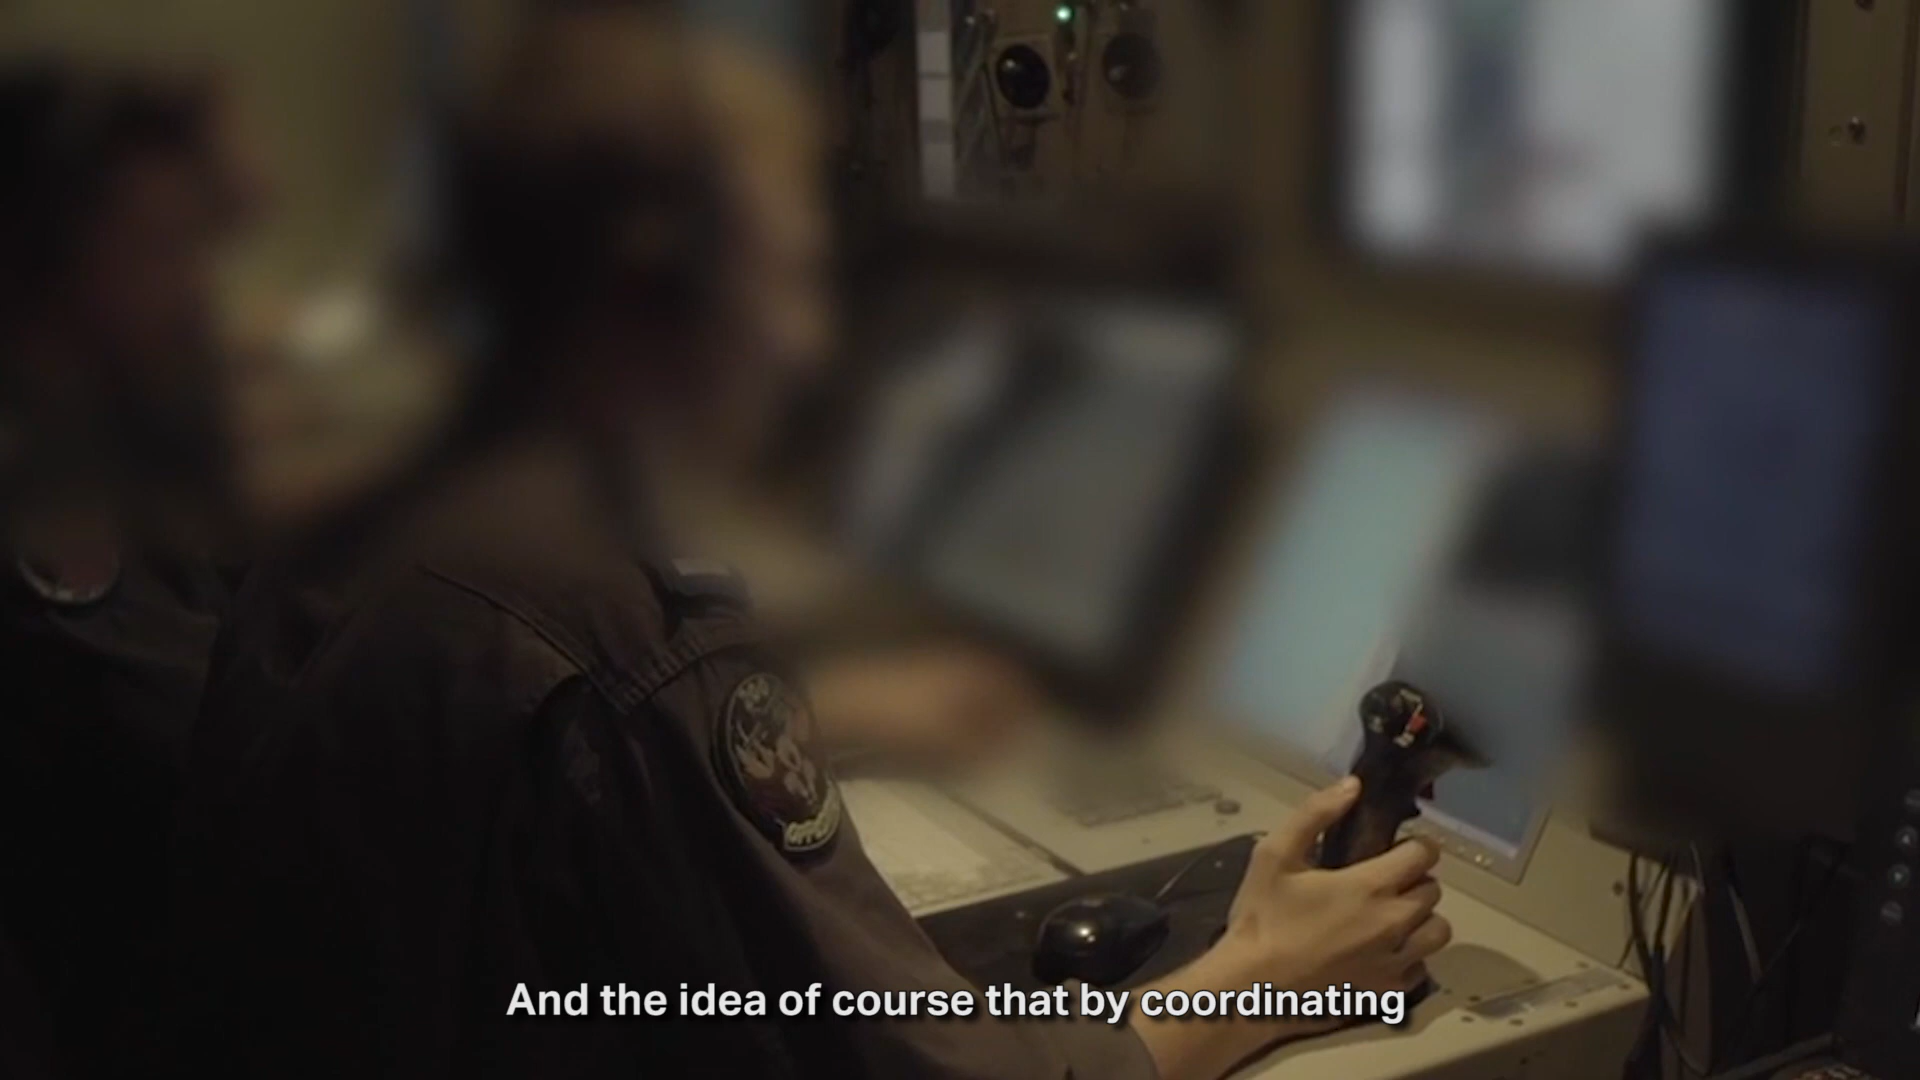 And the idea of course that by coordinating